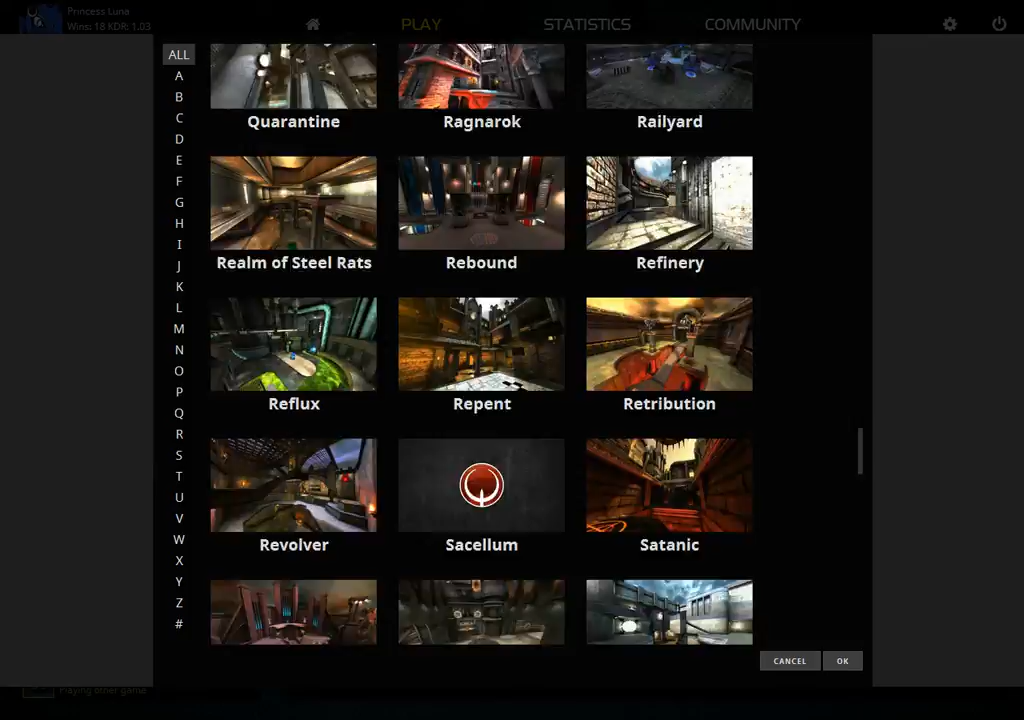 Princess Luna
Wins: 18 KDR: 1.03
PLAY
STATISTICS
COMMUNITY
ALL
A
B
C
D
E
F
G
H
I
J
K
L
M
N
O
P
Q
R
S
T
U
V
W
X
Y
Z
#
Quarantine
Ragnarok
Railyard
Realm of Steel Rats
Rebound
Refinery
Reflux
Repent
Retribution
Revolver
Sacellum
Satanic
CANCEL
OK
Playing other game